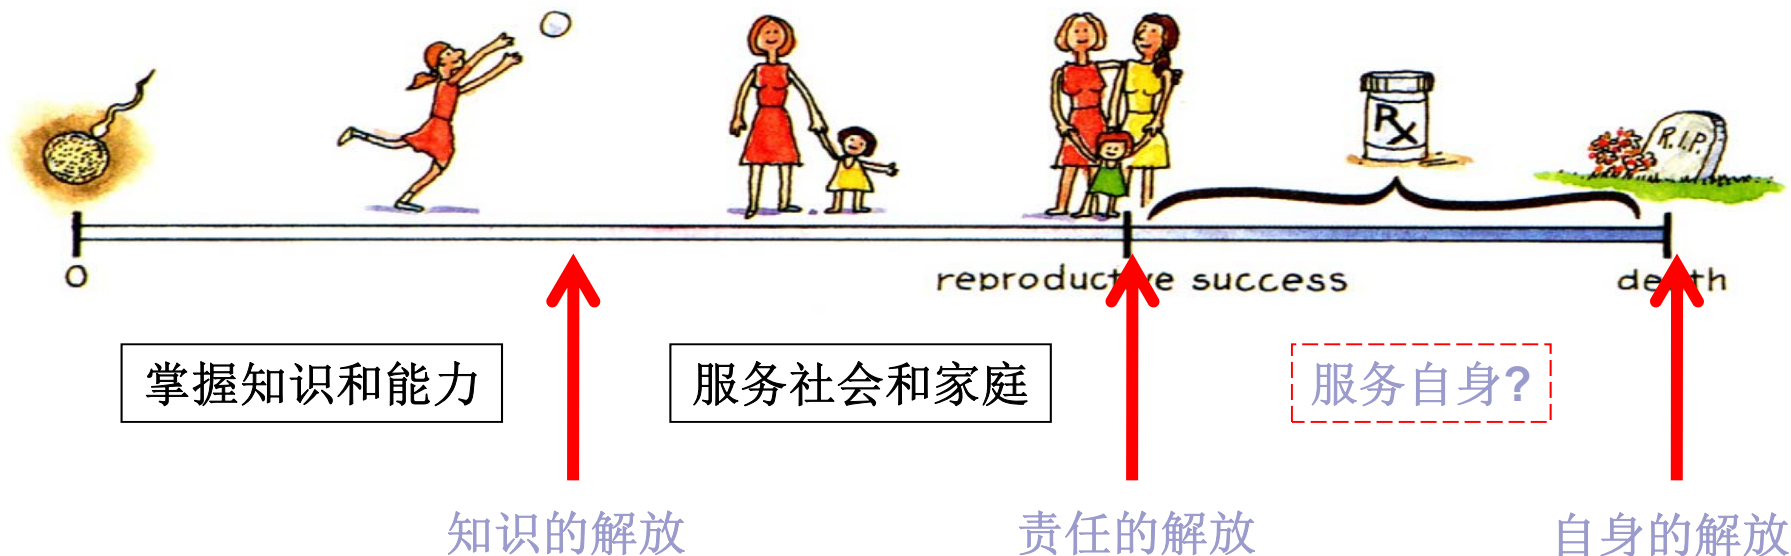 Rx
R.I.P.
0
reproductive success
death
掌握知识和能力
服务社会和家庭
服务自身?
知识的解放
责任的解放
自身的解放